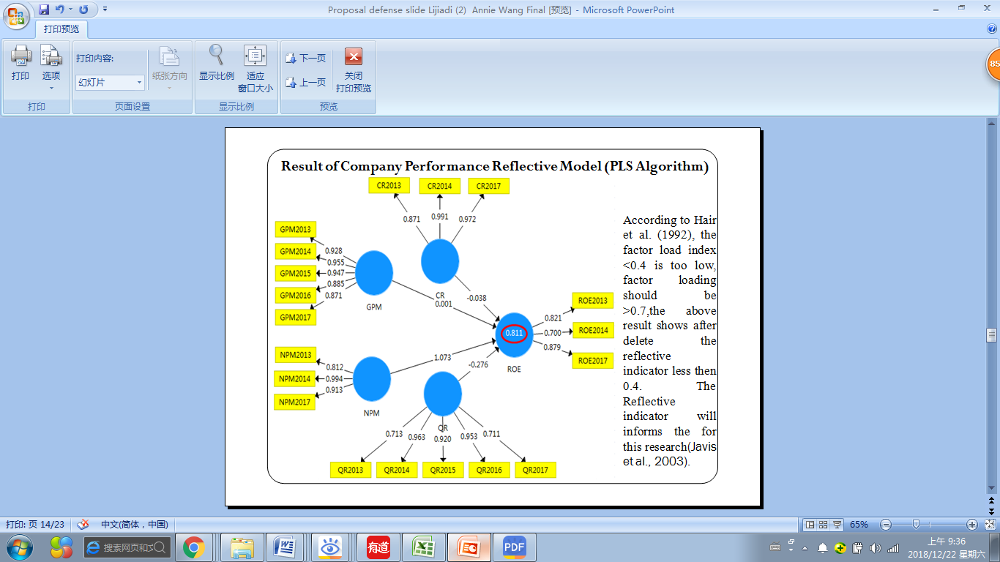 Proposal defense slide Lijiadi (2)  Annie Wang Final [预览] - Microsoft PowerPoint
打印预览
打印
选项
打印内容:
幻灯片
纸张方向
显示比例
适应
窗口大小
下一页
上一页
关闭
打印预览
打印
页面设置
显示比例
预览
85
Result of Company Performance Reflective Model (PLS Algorithm)
CR2013
CR2014
CR2017
0.871
0.991
0.972
CR
GPM2013
GPM2014
GPM2015
GPM2016
GPM2017
0.928
0.955
0.947
0.885
0.871
GPM
0.001
-0.038
NPM2013
NPM2014
NPM2017
0.812
0.994
0.913
NPM
1.073
-0.276
0.811
ROE
0.821
0.700
0.879
ROE2013
ROE2014
ROE2017
QR
0.713
0.963
0.920
0.953
0.711
QR2013
QR2014
QR2015
QR2016
QR2017
According to Hair
et al. (1992), the
factor load index
<0.4 is too low,
factor loading
should be
>0.7,the above
result shows after
delete the
reflective
indicator less then
0.4. The
Reflective
indicator will
informs the for
this research(Javis
et al., 2003).
打印: 页 14/23
中文(简体，中国)
65%
搜索网页和文
有道
PDF
上午 9:36
2018/12/22 星期六